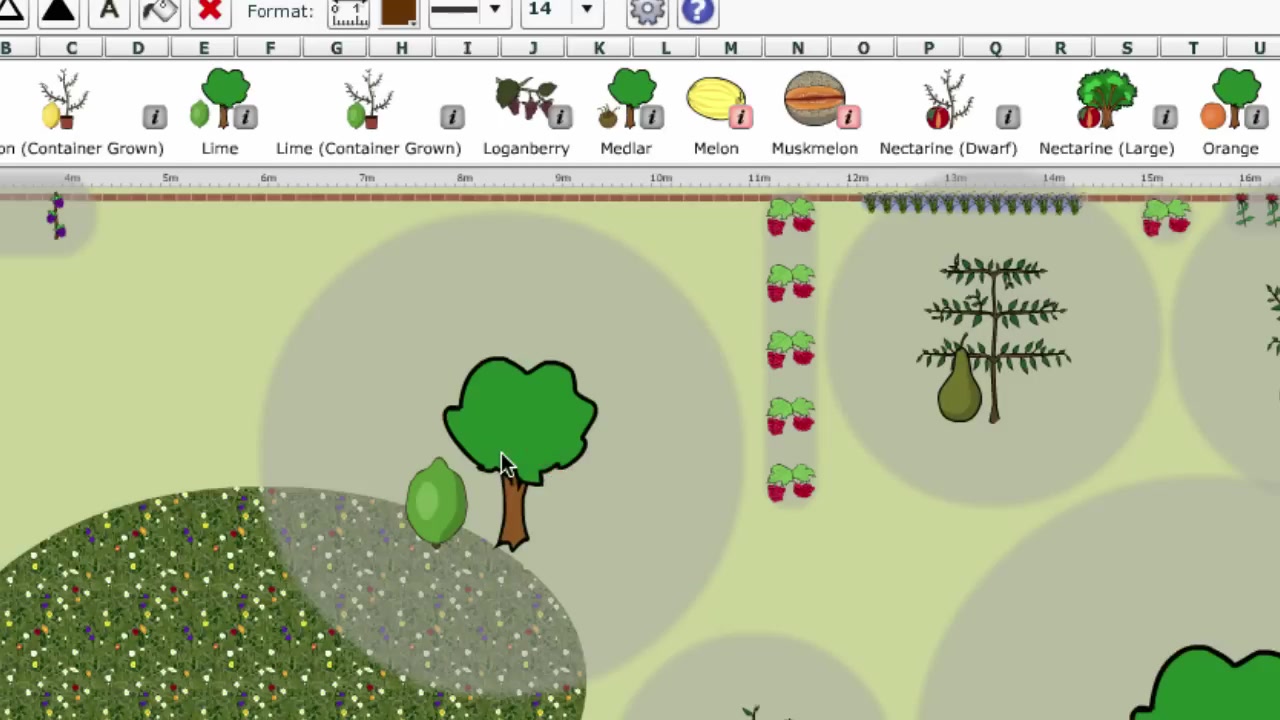 A Format: 14 ?
B C D E F G H I J K L M N O P Q R S T U
i i i i i i i i i i i
on (Container Grown) Lime Lime (Container Grown) Loganberry Medlar Melon Muskmelon Nectarine (Dwarf) Nectarine (Large) Orange
4m 5m 6m 7m 8m 9m 10m 11m 12m 13m 14m 15m 16m